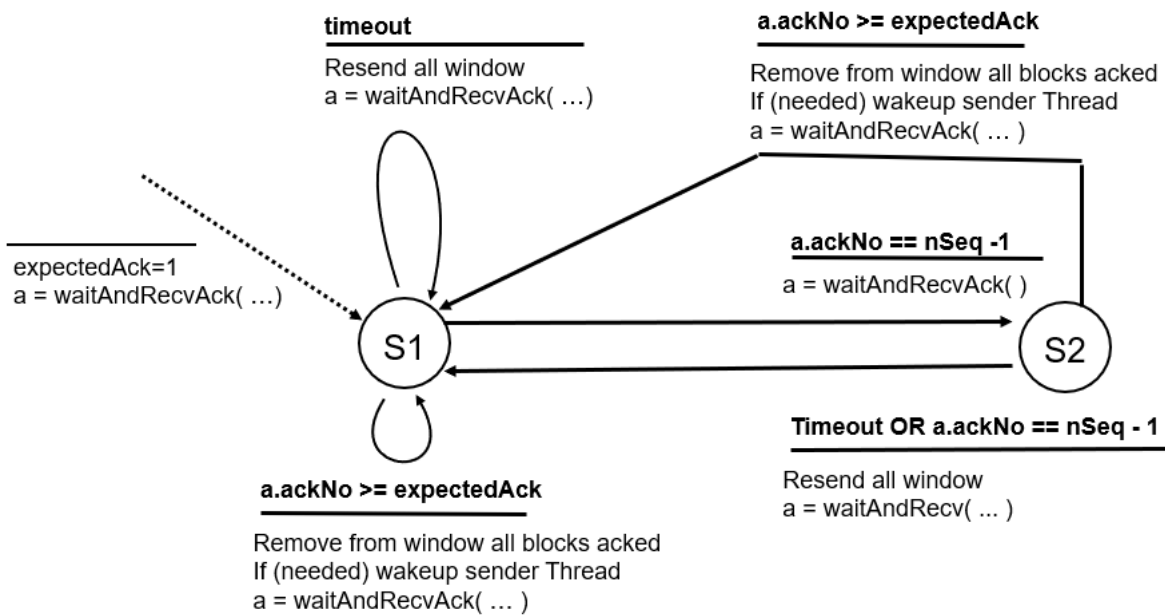 timeout
Resend all window
a = waitAndRecvAck( …)
a.ackNo >= expectedAck
Remove from window all blocks acked
If (needed) wakeup sender Thread
a = waitAndRecvAck( … )
expectedAck=1
a = waitAndRecvAck( …)
a.ackNo == nSeq -1
a = waitAndRecvAck( )
S1
S2
Timeout OR a.ackNo == nSeq - 1
Resend all window
a = waitAndRecv( ... )
a.ackNo >= expectedAck
Remove from window all blocks acked
If (needed) wakeup sender Thread
a = waitAndRecvAck( … )